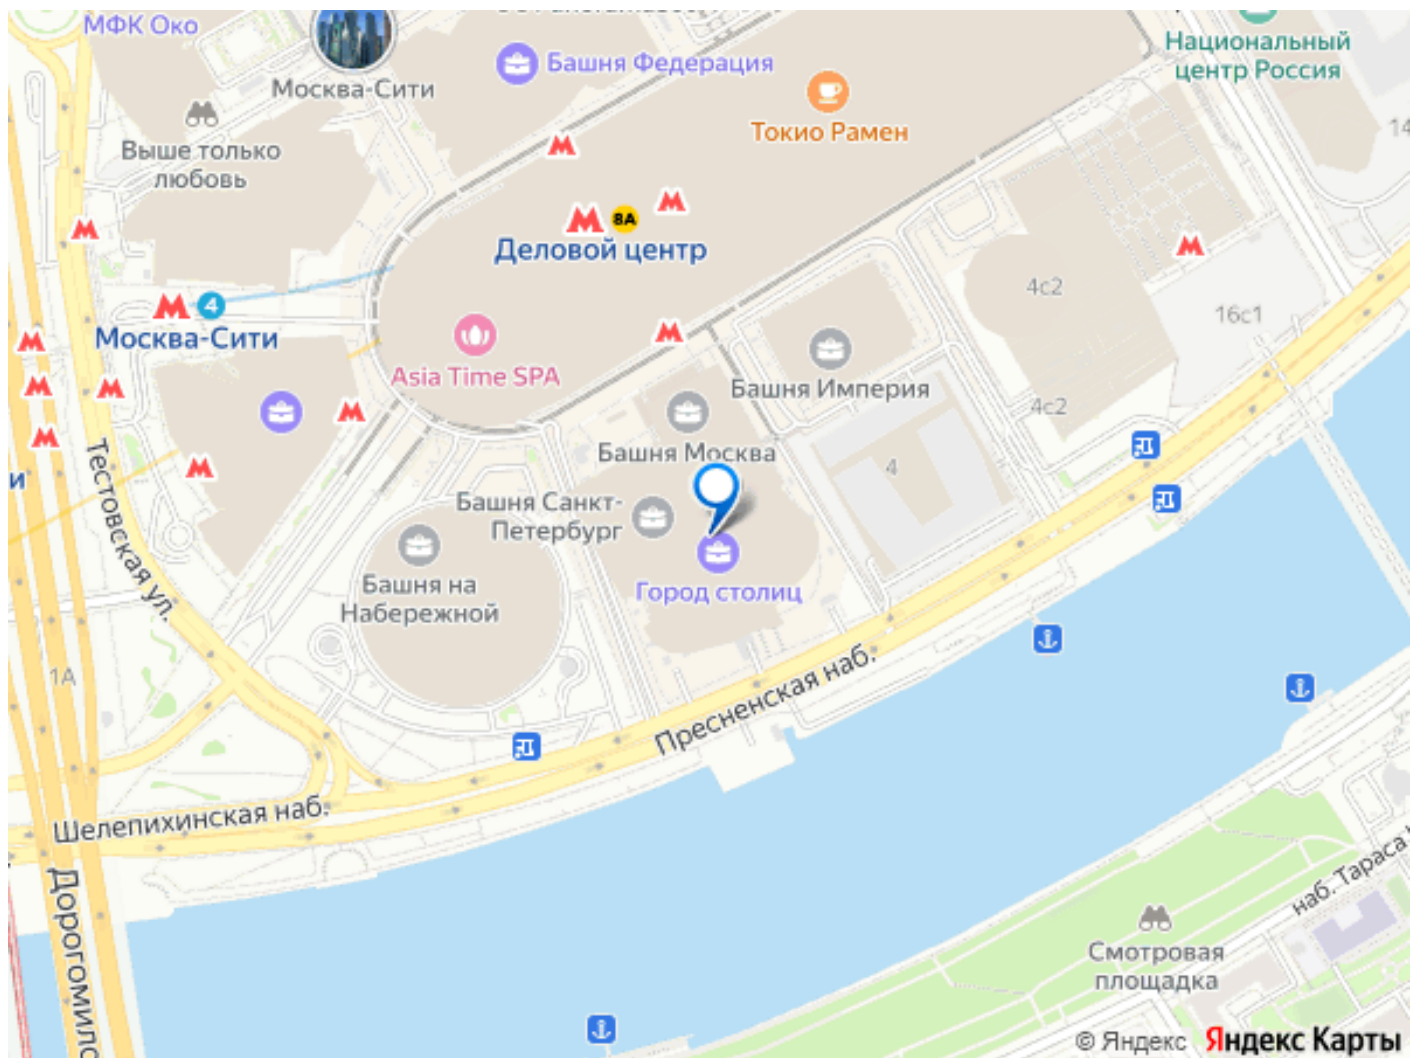 МФК Око
Башня Федерация
Национальный
центр Россия
Москва-Сити
Токио Рамен
14
Выше только
любовь
М
М
М
М
8А
Деловой центр
М
М
4
Москва-Сити
4с2
16с1
М
М
Asia Time SPA
Башня Империя
М
М
М
4с2
М
Башня Москва
М
М
4
и
Тестовская ул.
Башня Санкт-
Петербург
Башня на
Набережной
Город столиц
1А
Пресненская наб.
Шелепихинская наб.
Дорогомило
наб. Тараса
Смотровая
площадка
© Яндекс Яндекс Карты